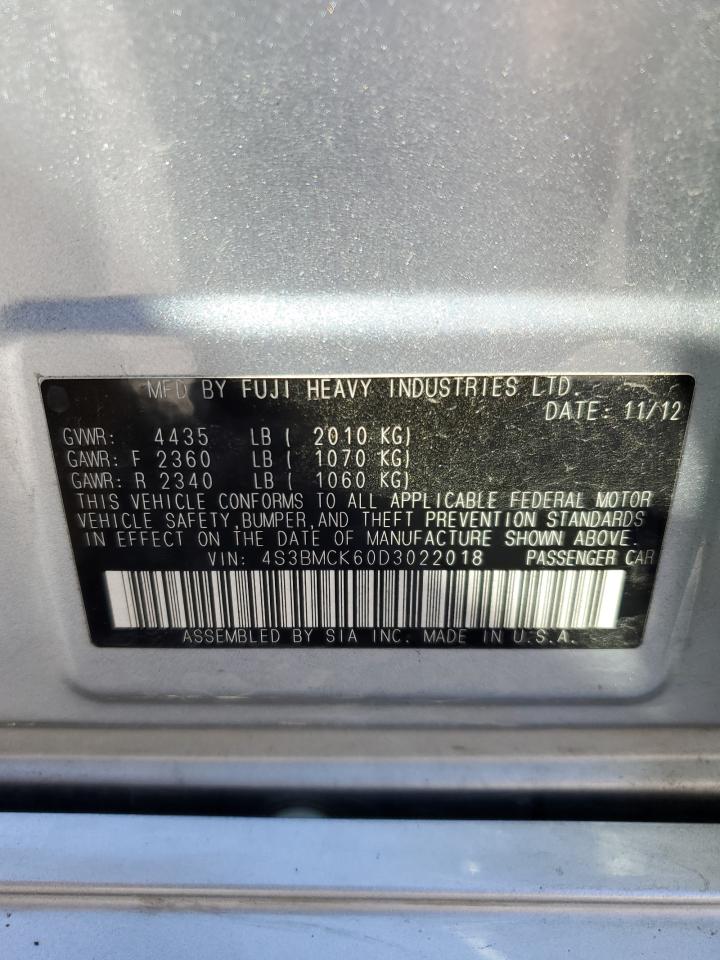 MFD BY FUJI HEAVY INDUSTRIES LTD.
DATE: 11/12
GVWR: 4435 LB ( 2010 KG)
GAWR: F 2360 LB ( 1070 KG)
GAWR: R 2340 LB ( 1060 KG)
THIS VEHICLE CONFORMS TO ALL APPLICABLE FEDERAL MOTOR
VEHICLE SAFETY,BUMPER,AND THEFT PREVENTION STANDARDS
IN EFFECT ON THE DATE OF MANUFACTURE SHOWN ABOVE.
VIN: 4S3BMCK60D3022018 PASSENGER CAR
ASSEMBLED BY SIA INC. MADE IN U.S.A.